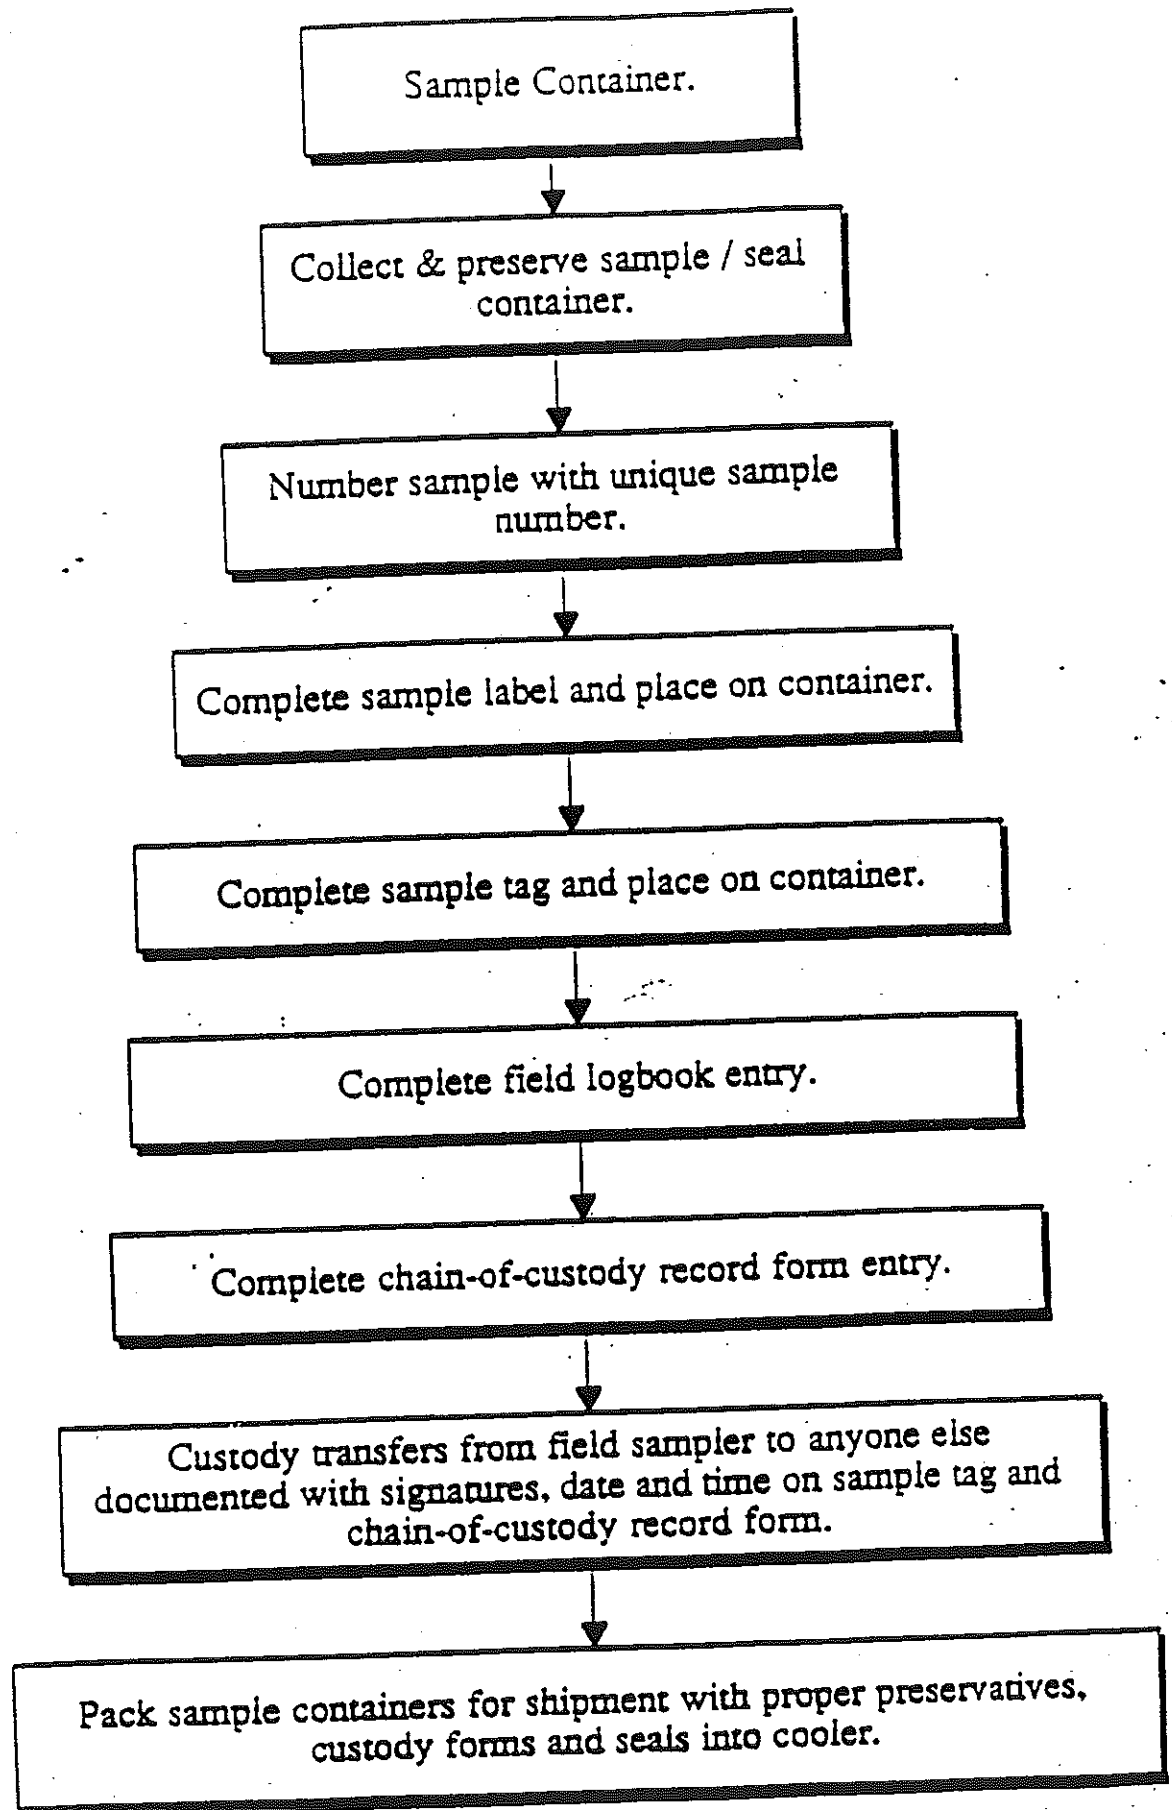 Sample Container.
Collect & preserve sample / seal
container.
Number sample with unique sample
number.
Complete sample label and place on container.
Complete sample tag and place on container.
Complete field logbook entry.
Complete chain-of-custody record form entry.
Custody transfers from field sampler to anyone else
documented with signatures, date and time on sample tag and
chain-of-custody record form.
Pack sample containers for shipment with proper preservatives,
custody forms and seals into cooler.